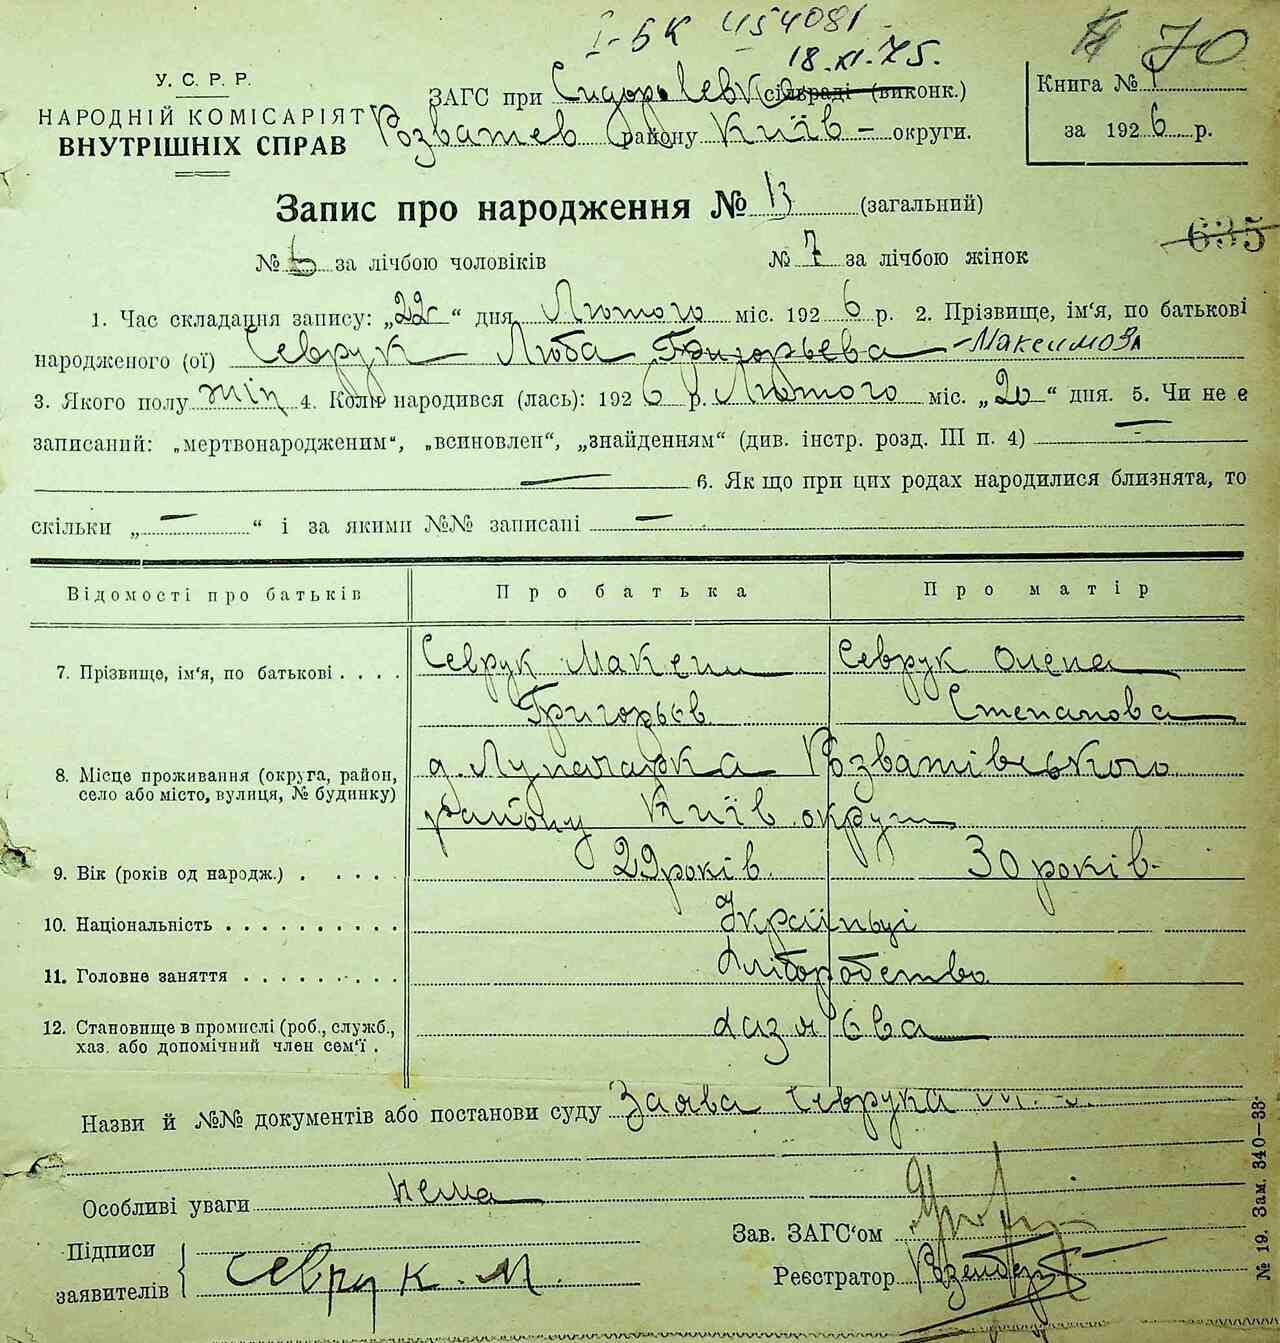 I-БК 454081
18.XI.75.
70
У. С. Р. Р.
НАРОДНІЙ КОМІСАРІЯТ
ВНУТРІШНІХ СПРАВ
ЗАГС при сільраді (виконк.)
Розватев району Київ – округи.
Книга № 1
за 1926 р.
Запис про народження № 13 (загальний)
635
№ 6 за лічбою чоловіків № 7 за лічбою жінок
1. Час складання запису: „22“ дня Лютого міс. 1926 р. 2. Прізвище, ім'я, по батькові
народженого (ої) Севрук Люба Григорьева - Максимовн
3. Якого полу жін 4. Коли народився (лась): 1926 р. Лютого міс. „20“ дня. 5. Чи не є
записаний: „мертвонародженим“, „всиновлен“, „знайденням“ (див. інстр. розд. III п. 4) —
— 6. Як що при цих родах народилися близнята, то
скільки „—“ і за якими №№ записані —
Відомості про батьків Про батька Про матір
7. Прізвище, ім'я, по батькові . . . . Севрук Максим Севрук Олена
Григорьев Степанова
8. Місце проживання (округа, район, д. Луначарка Розватівського
село або місто, вулиця, № будинку) району Київ округи
9. Вік (років од народж.) . . . . . 29 років. 30 років-
10. Національність . . . . . . . . . . Українці
11. Головне заняття . . . . . . . . . Хліборобство
12. Становище в промислі (роб., служб., хазяєва
хаз. або допомічний член сем'ї .
Назви й №№ документів або постанови суду Заява Севрука
Особливі уваги нема
Підписи
заявителів Севрук. М.
Зав. ЗАГС'ом
Реєстратор
№ 19. Зам. 340—33